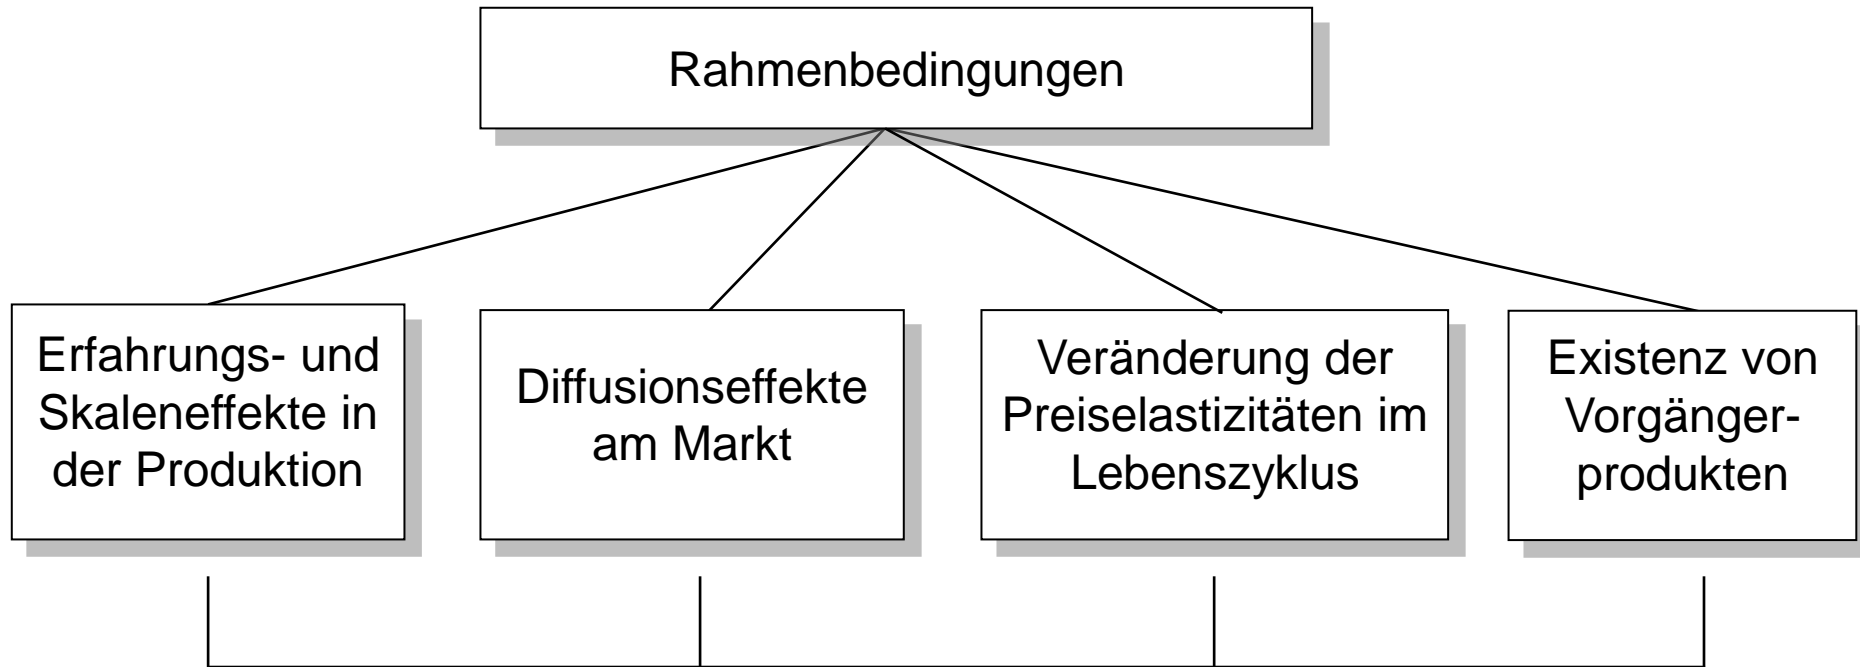 Rahmenbedingungen
Erfahrungs- und
Skaleneffekte in
der Produktion
Diffusionseffekte
am Markt
Veränderung der
Preiselastizitäten im
Lebenszyklus
Existenz von
Vorgänger-
produkten